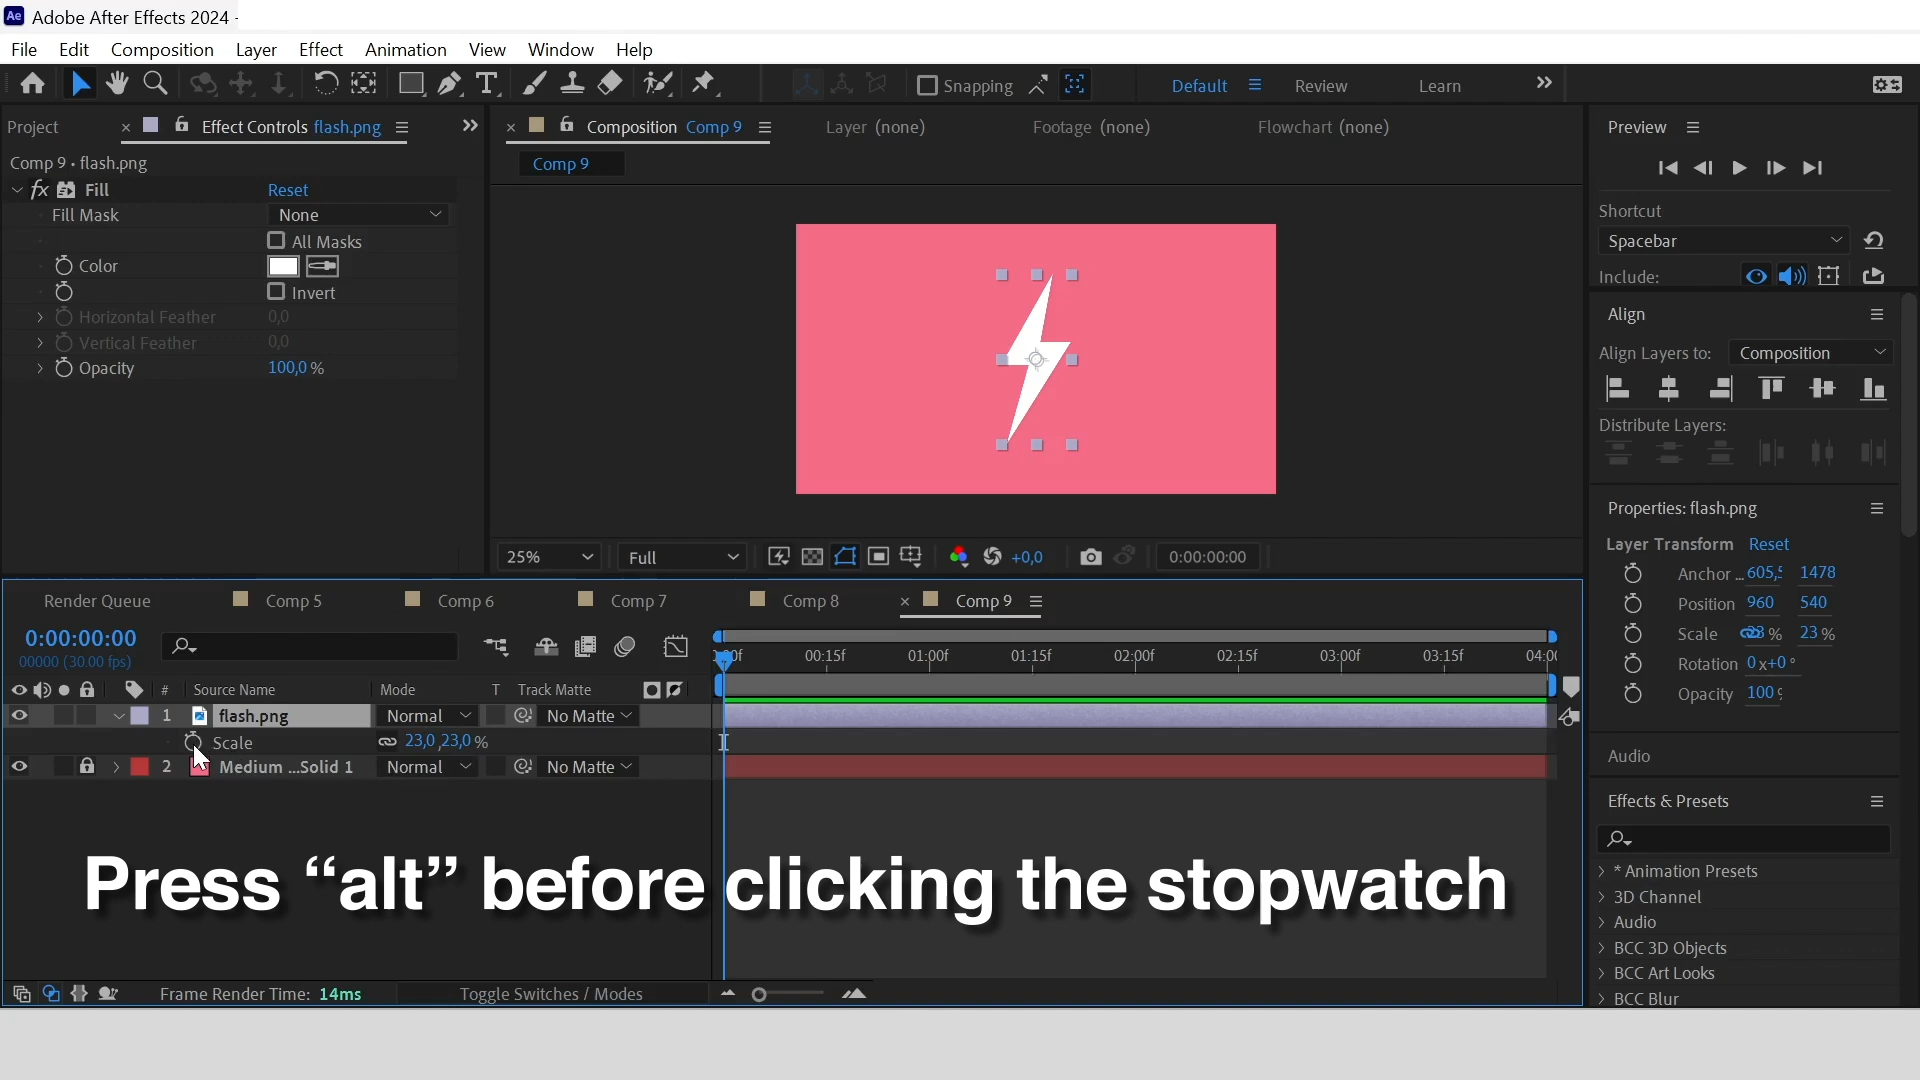 Ae Adobe After Effects 2024 -
File Edit Composition Layer Effect Animation View Window Help
Snapping Default Review Learn
Project Effect Controls flash.png Composition Comp 9 Layer (none) Footage (none) Flowchart (none) Preview
Comp 9 • flash.png Comp 9
fx Fill Reset
Fill Mask None
All Masks
Color
Invert
Horizontal Feather 0,0
Vertical Feather 0,0
Opacity 100,0 %
25% Full +0,0 0:00:00:00
Shortcut
Spacebar
Include:
Align
Align Layers to: Composition
Distribute Layers:
Properties: flash.png
Layer Transform Reset
Anchor ... 605,5 1478
Position 960 540
Scale % 23 %
Rotation 0 x+0 °
Opacity 100
Audio
Effects & Presets
* Animation Presets
3D Channel
Audio
BCC 3D Objects
BCC Art Looks
BCC Blur
Render Queue Comp 5 Comp 6 Comp 7 Comp 8 Comp 9
0:00:00:00
00000 (30.00 fps)
00:15f 01:00f 01:15f 02:00f 02:15f 03:00f 03:15f 04:00
# Source Name Mode T Track Matte
1 flash.png Normal No Matte
Scale 23,0,23,0 %
2 Medium ...Solid 1 Normal No Matte
Press “alt” before clicking the stopwatch
Frame Render Time: 14ms Toggle Switches / Modes